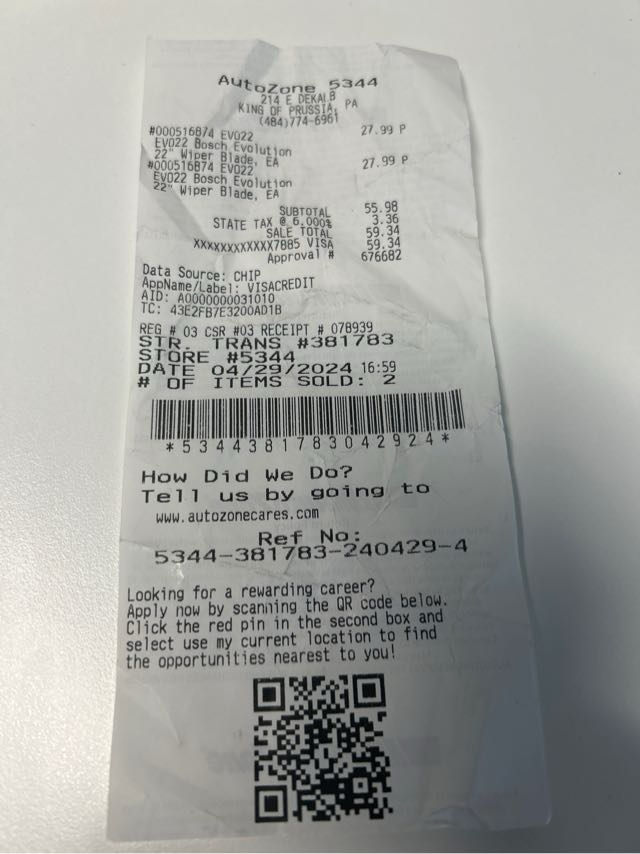 AutoZone 5344
214 E DEKALB
KING OF PRUSSIA, PA
(484)774-6961
#000516874 EVO22 27.99 P
EVO22 Bosch Evolution
22" Wiper Blade, EA
#000516874 EVO22 27.99 P
EVO22 Bosch Evolution
22" Wiper Blade, EA
SUBTOTAL 55.98
STATE TAX @ 6.000% 3.36
SALE TOTAL 59.34
XXXXXXXXXXXX7885 VISA 59.34
Approval # 676682
Data Source: CHIP
AppName/Label: VISACREDIT
AID: A0000000031010
TC: 43E2FB7E3200AD1B
REG # 03 CSR #03 RECEIPT # 078939
STR. TRANS #381783
STORE #5344
DATE 04/29/2024 16:59
# OF ITEMS SOLD: 2
*534438178304 2924*
How Did We Do?
Tell us by going to
www.autozonecares.com
Ref No:
5344-381783-240429-4
Looking for a rewarding career?
Apply now by scanning the QR code below.
Click the red pin in the second box and
select use my current location to find
the opportunities nearest to you!